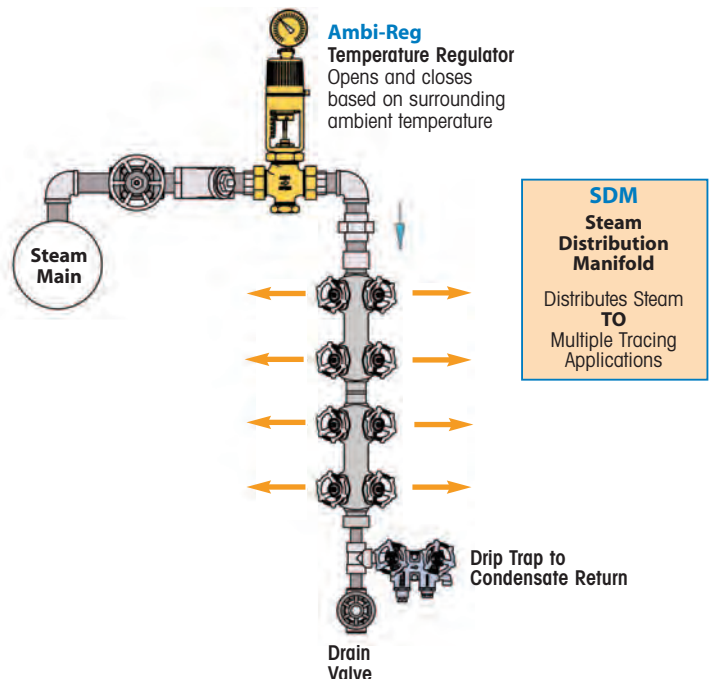 Ambi-Reg
Temperature Regulator
Opens and closes
based on surrounding
ambient temperature
Steam
Main
SDM
Steam
Distribution
Manifold
Distributes Steam
TO
Multiple Tracing
Applications
Drip Trap to
Condensate Return
Drain
Valve